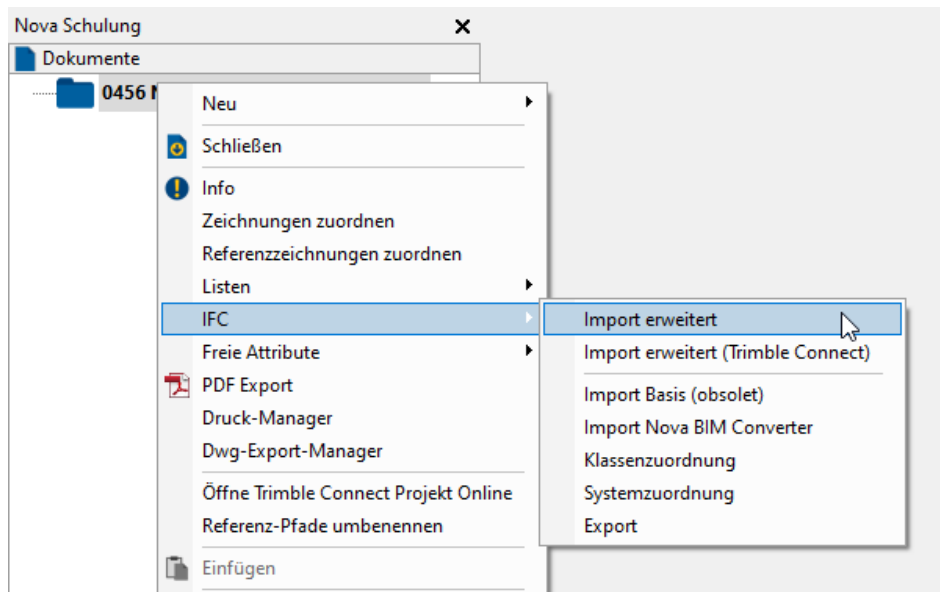 Nova Schulung
Dokumente
0456
Neu
Schließen
Info
Zeichnungen zuordnen
Referenzzeichnungen zuordnen
Listen
IFC
Freie Attribute
PDF Export
Druck-Manager
Dwg-Export-Manager
Öffne Trimble Connect Projekt Online
Referenz-Pfade umbenennen
Einfügen
Import erweitert
Import erweitert (Trimble Connect)
Import Basis (obsolet)
Import Nova BIM Converter
Klassenzuordnung
Systemzuordnung
Export